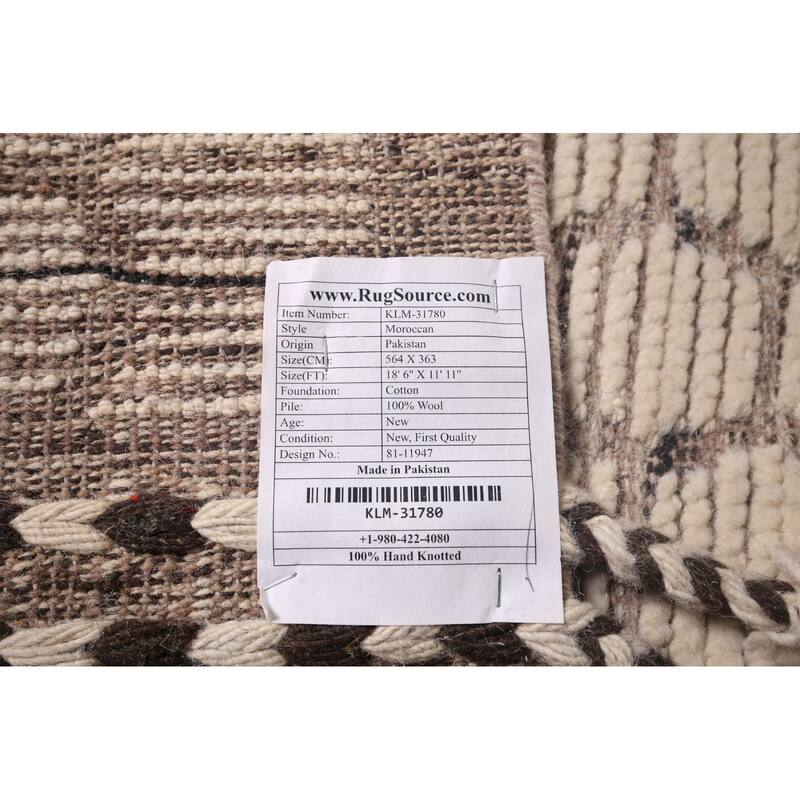 www.RugSource.com
Item Number: KLM-31780
Style Moroccan
Origin Pakistan
Size(CM): 564 X 363
Size(FT): 18' 6" X 11' 11"
Foundation: Cotton
Pile: 100% Wool
Age: New
Condition: New, First Quality
Design No.: 81-11947
Made in Pakistan
KLM-31780
+1-980-422-4080
100% Hand Knotted